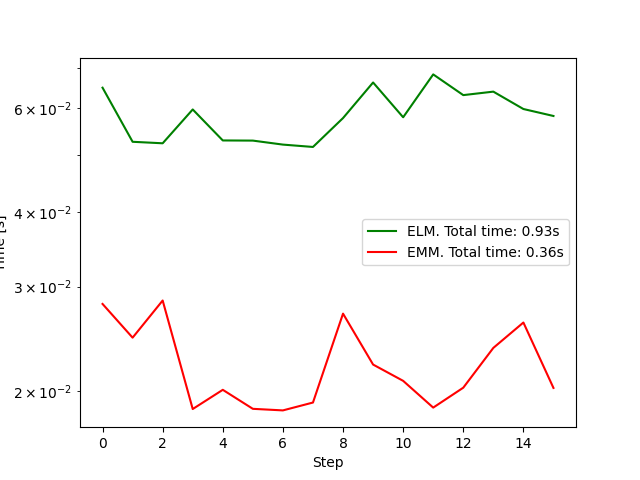 6 × 10⁻²
4 × 10⁻²
3 × 10⁻²
2 × 10⁻²
ELM. Total time: 0.93s
EMM. Total time: 0.36s
0 2 4 6 8 10 12 14
Step